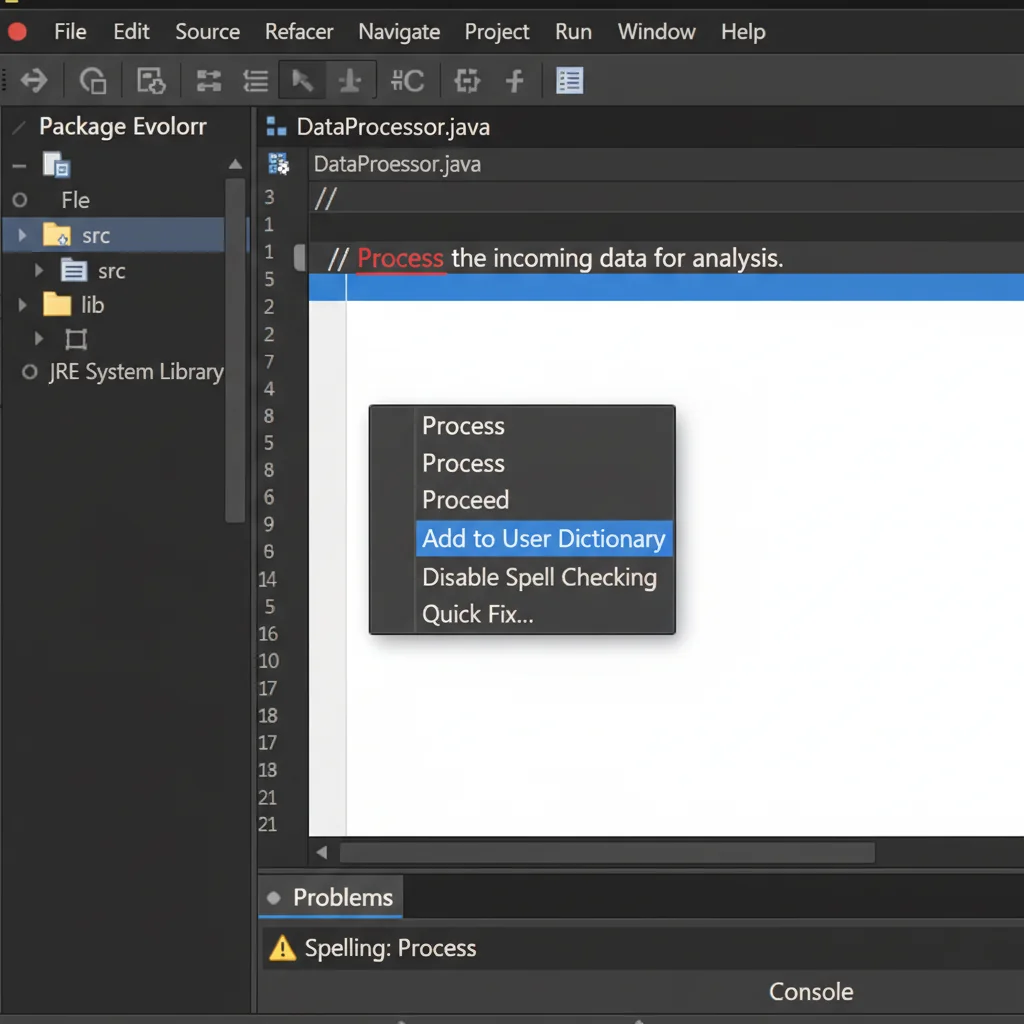 File Edit Source Refacer Navigate Project Run Window Help
HC
Package Evolorr
Fle
src
src
lib
JRE System Library
DataProcessor.java
DataProessor.java
3 //
1
1 // Process the incoming data for analysis.
5
2
2
7
4
8
5
8
6
9
6
14
5
16
10
17
18
17
13
21
21
Process
Process
Proceed
Add to User Dictionary
Disable Spell Checking
Quick Fix...
Problems
Spelling: Process
Console